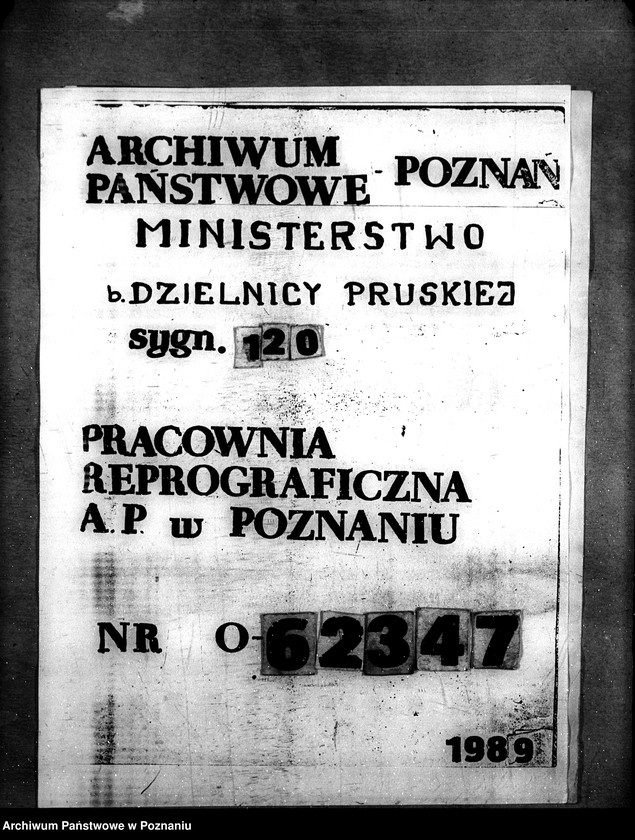 ARCHIWUM
PAŃSTWOWE - POZNAŃ
MINISTERSTWO
b. DZIELNICY PRUSKIEJ
sygn. 120
PRACOWNIA
REPROGRAFICZNA
A.P. w POZNANIU
NR O-62347
1989
Archiwum Państwowe w Poznaniu